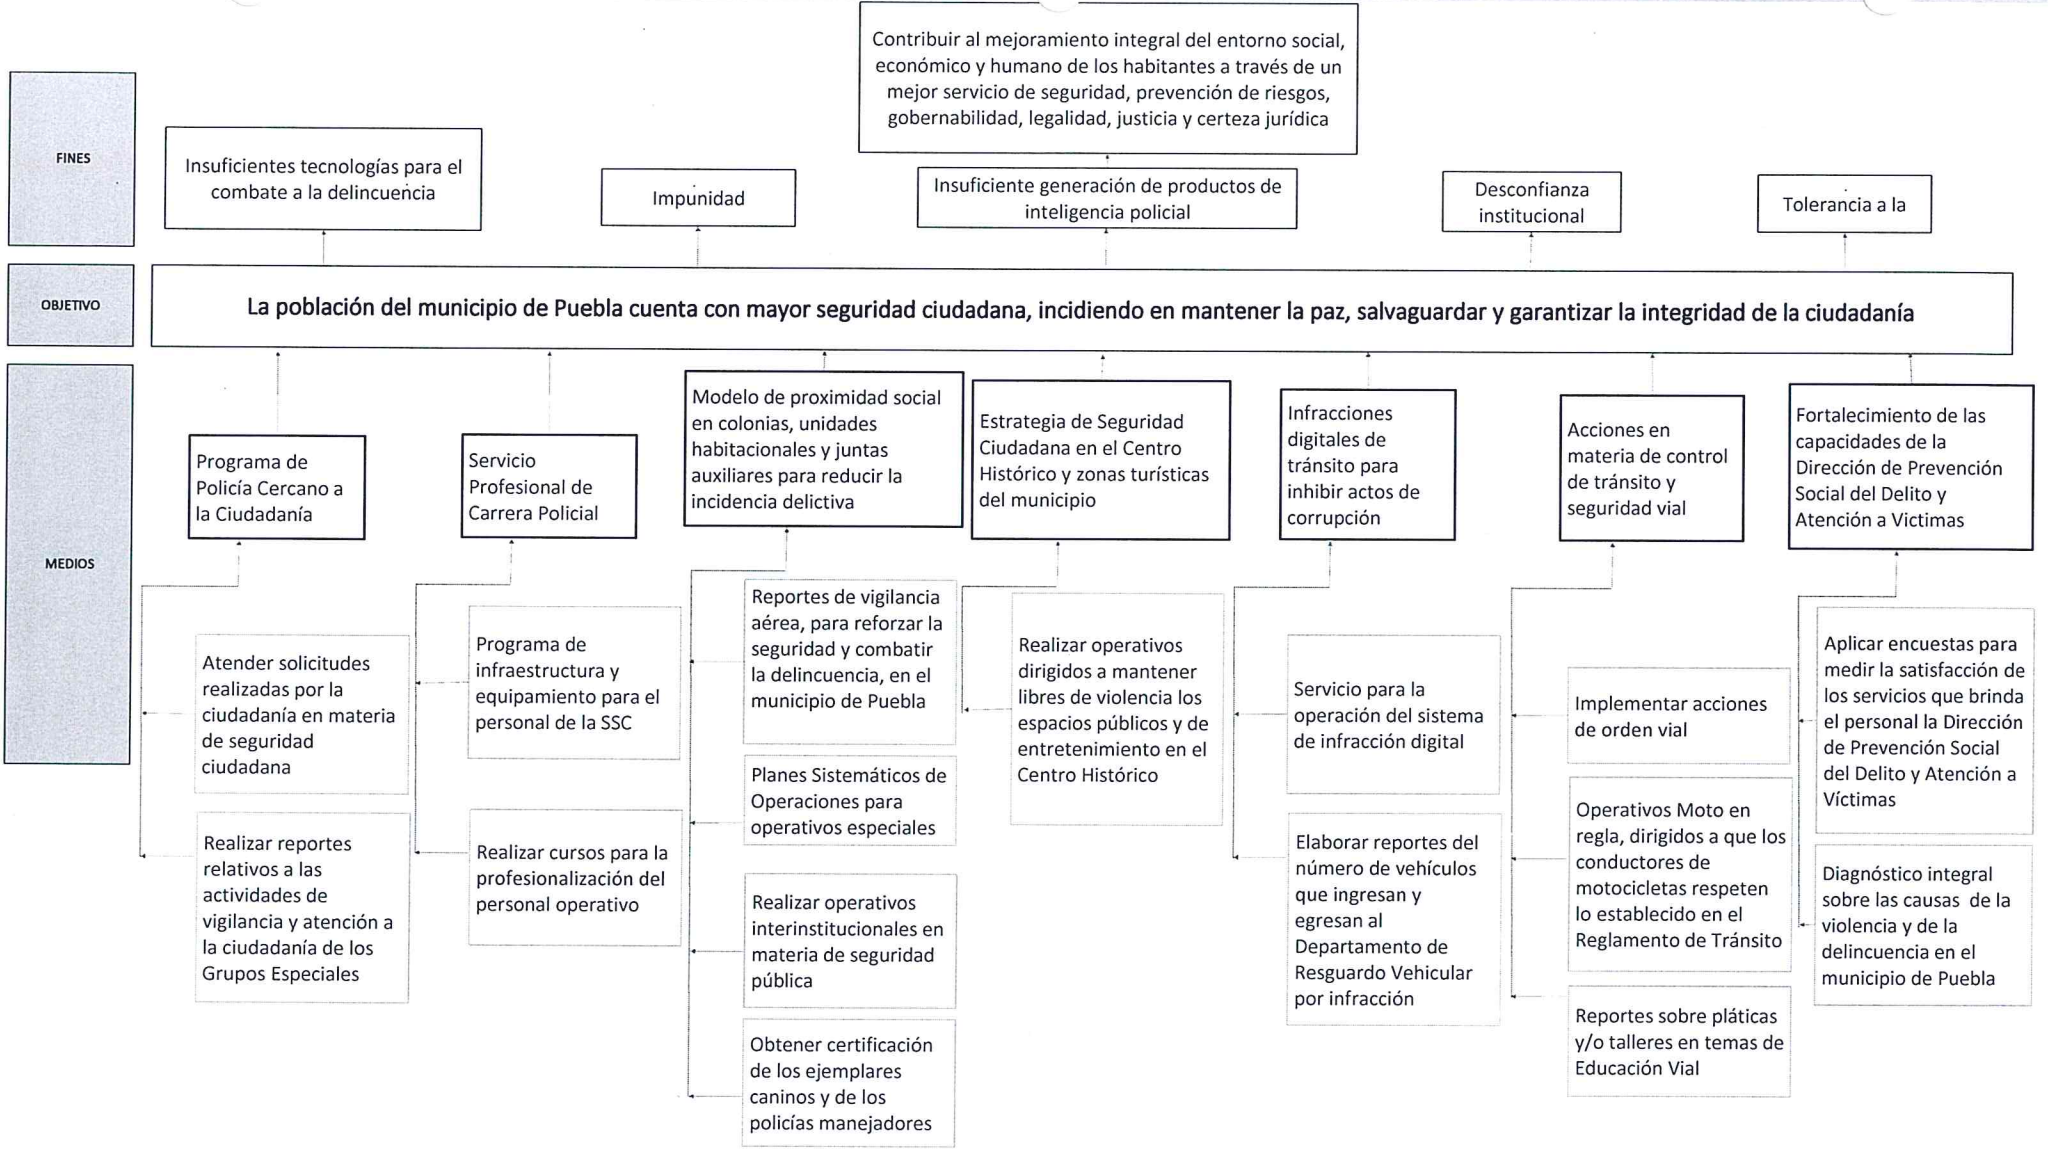 Contribuir al mejoramiento integral del entorno social,
económico y humano de los habitantes a través de un
mejor servicio de seguridad, prevención de riesgos,
gobernabilidad, legalidad, justicia y certeza jurídica
FINES
Insuficientes tecnologías para el
combate a la delincuencia
Impunidad
Insuficiente generación de productos de
inteligencia policial
Desconfianza
institucional
Tolerancia a la
OBJETIVO
La población del municipio de Puebla cuenta con mayor seguridad ciudadana, incidiendo en mantener la paz, salvaguardar y garantizar la integridad de la ciudadanía
MEDIOS
Programa de
Policía Cercano a
la Ciudadanía
Servicio
Profesional de
Carrera Policial
Modelo de proximidad social
en colonias, unidades
habitacionales y juntas
auxiliares para reducir la
incidencia delictiva
Estrategia de Seguridad
Ciudadana en el Centro
Histórico y zonas turísticas
del municipio
Infracciones
digitales de
tránsito para
inhibir actos de
corrupción
Acciones en
materia de control
de tránsito y
seguridad vial
Fortalecimiento de las
capacidades de la
Dirección de Prevención
Social del Delito y
Atención a Victimas
Atender solicitudes
realizadas por la
ciudadanía en materia
de seguridad
ciudadana
Realizar reportes
relativos a las
actividades de
vigilancia y atención a
la ciudadanía de los
Grupos Especiales
Programa de
infraestructura y
equipamiento para el
personal de la SSC
Realizar cursos para la
profesionalización del
personal operativo
Reportes de vigilancia
aérea, para reforzar la
seguridad y combatir
la delincuencia, en el
municipio de Puebla
Planes Sistemáticos de
Operaciones para
operativos especiales
Realizar operativos
interinstitucionales en
materia de seguridad
pública
Obtener certificación
de los ejemplares
caninos y de los
policías manejadores
Realizar operativos
dirigidos a mantener
libres de violencia los
espacios públicos y de
entretenimiento en el
Centro Histórico
Servicio para la
operación del sistema
de infracción digital
Elaborar reportes del
número de vehículos
que ingresan y
egresan al
Departamento de
Resguardo Vehicular
por infracción
Implementar acciones
de orden vial
Operativos Moto en
regla, dirigidos a que los
conductores de
motocicletas respeten
lo establecido en el
Reglamento de Tránsito
Reportes sobre pláticas
y/o talleres en temas de
Educación Vial
Aplicar encuestas para
medir la satisfacción de
los servicios que brinda
el personal la Dirección
de Prevención Social
del Delito y Atención a
Víctimas
Diagnóstico integral
sobre las causas de la
violencia y de la
delincuencia en el
municipio de Puebla